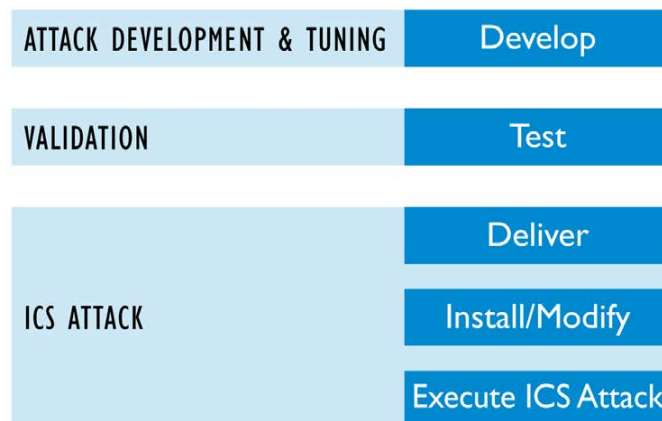 ATTACK DEVELOPMENT & TUNING
Develop
VALIDATION
Test
ICS ATTACK
Deliver
Install/Modify
Execute ICS Attack